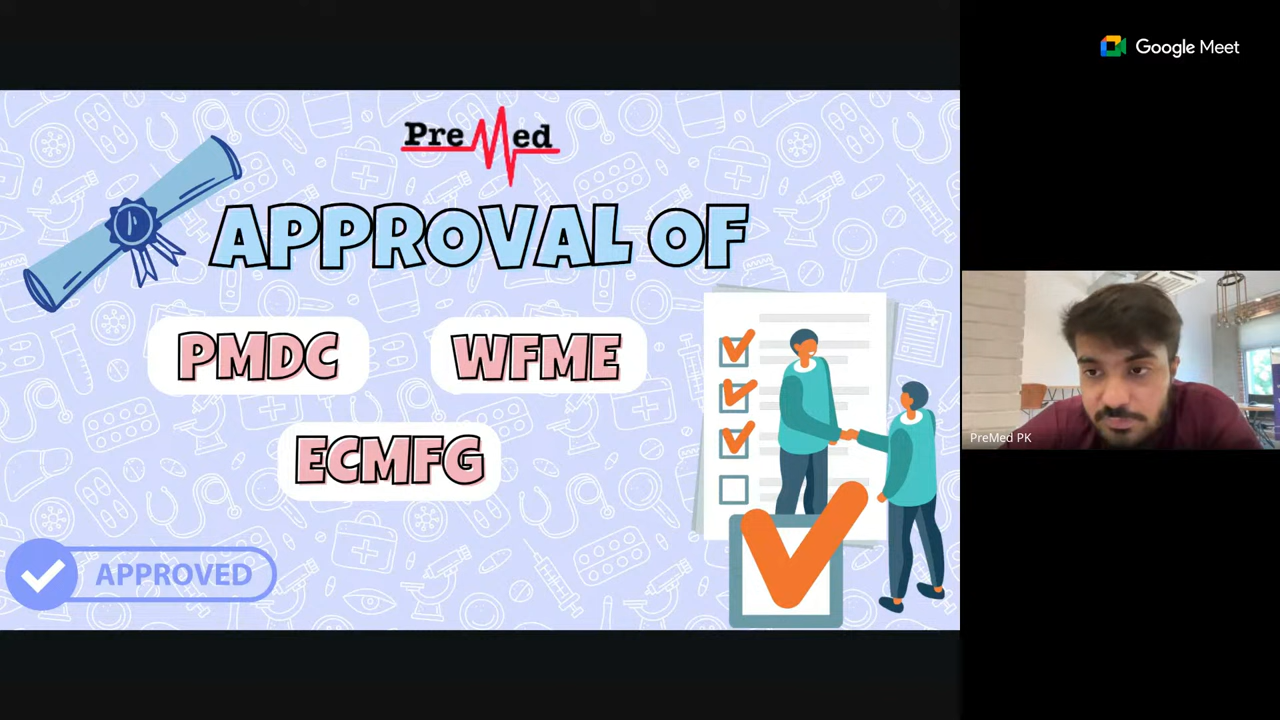 Google Meet
PreMed
APPROVAL OF
PMDC
WFME
ECMFG
APPROVED
PreMed PK